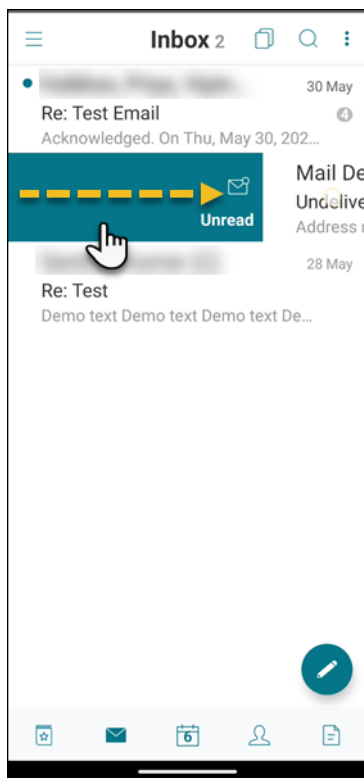 Inbox 2
30 May
Re: Test Email
4
Acknowledged. On Thu, May 30, 202...
Mail De
Unread
Undelive
Address
28 May
Re: Test
Demo text Demo text Demo text De...
6